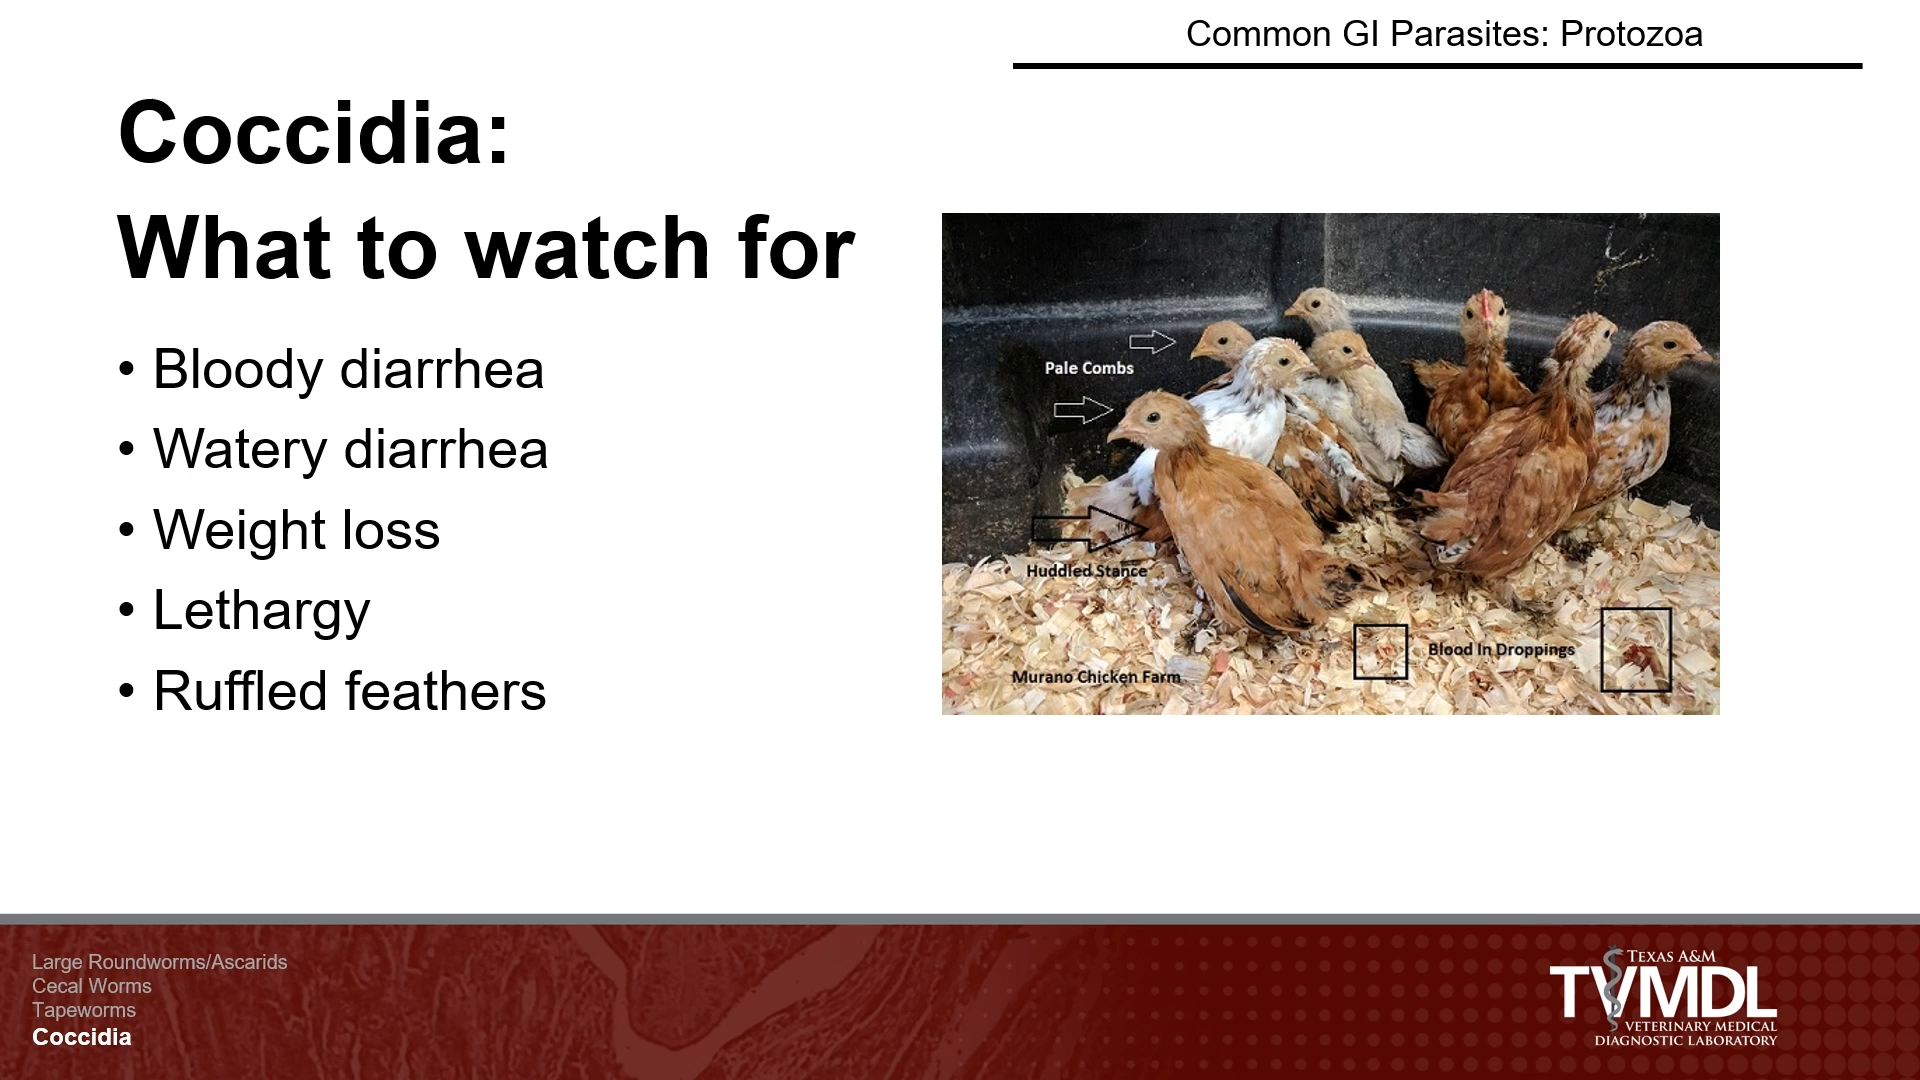 Common GI Parasites: Protozoa
Coccidia:
What to watch for
• Bloody diarrhea
• Watery diarrhea
• Weight loss
• Lethargy
• Ruffled feathers
Pale Combs
Huddled Stance
Blood In Droppings
Murano Chicken Farm
Large Roundworms/Ascarids
Cecal Worms
Tapeworms
Coccidia
TEXAS A&M
TVMDL
VETERINARY MEDICAL
DIAGNOSTIC LABORATORY